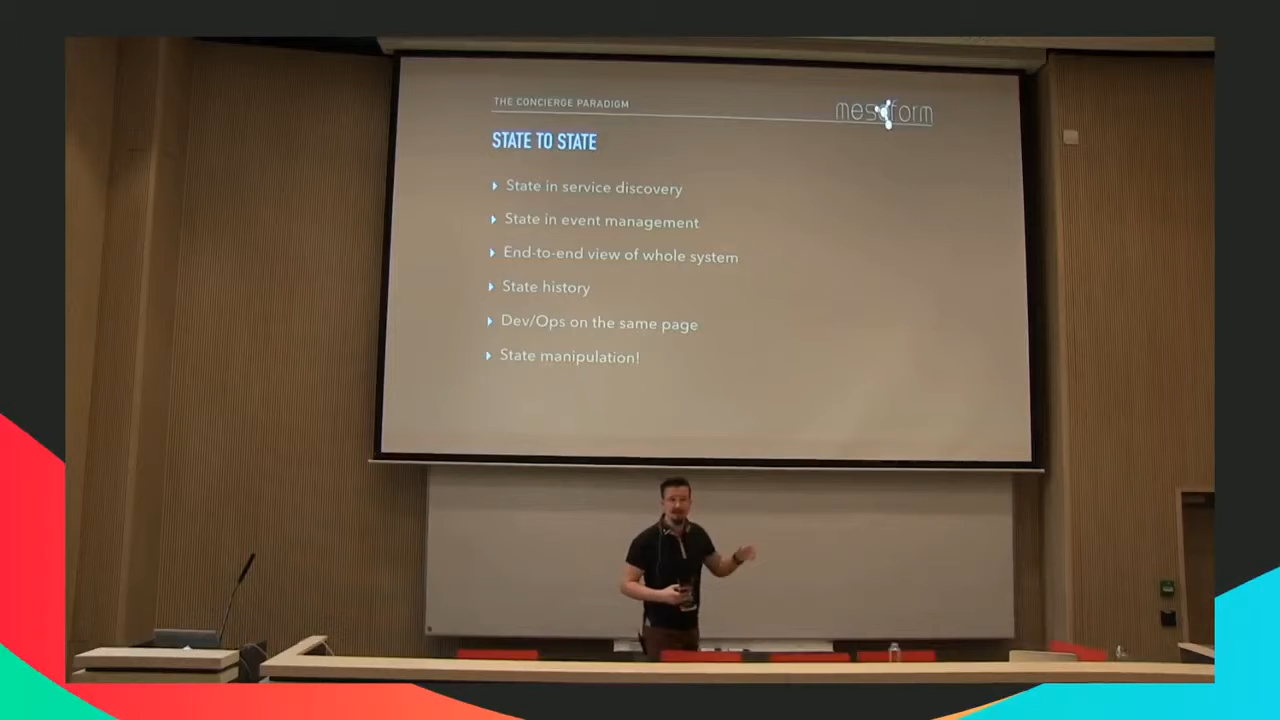 THE CONCIERGE PARADIGM
mesoform
STATE TO STATE
State in service discovery
State in event management
End-to-end view of whole system
State history
Dev/Ops on the same page
State manipulation!